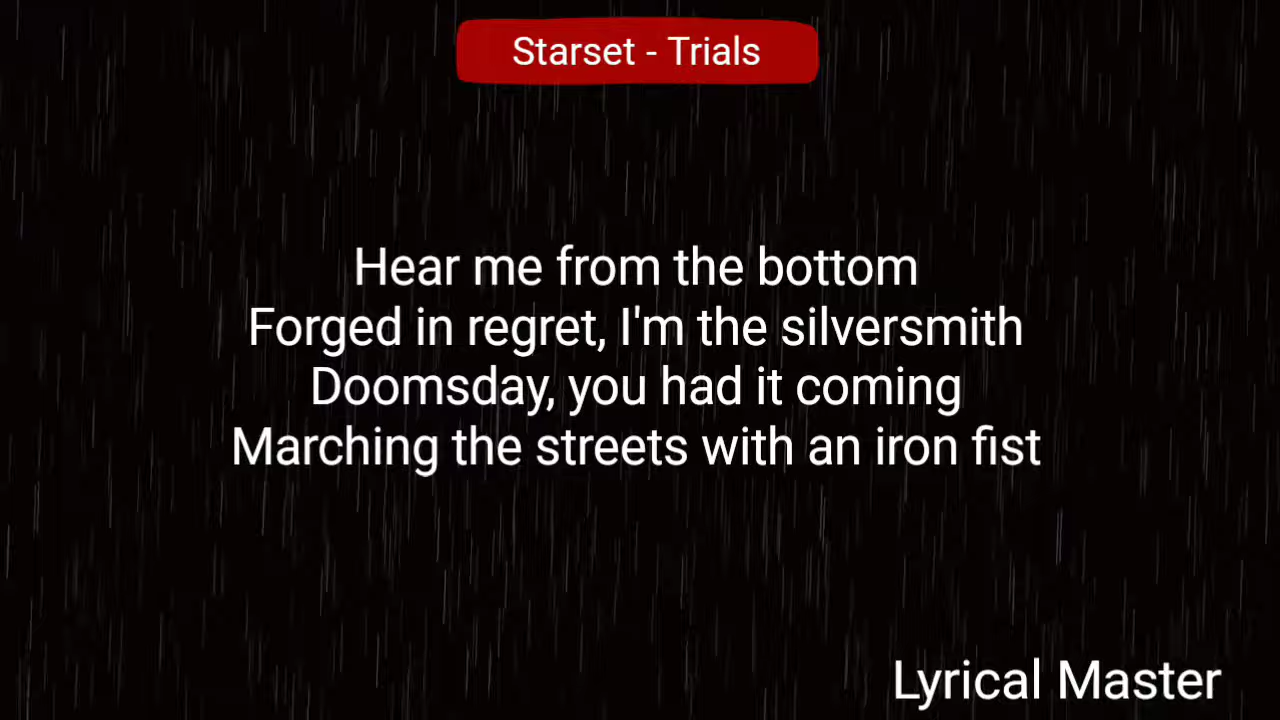 Starset - Trials
Hear me from the bottom
Forged in regret, I'm the silversmith
Doomsday, you had it coming
Marching the streets with an iron fist
Lyrical Master